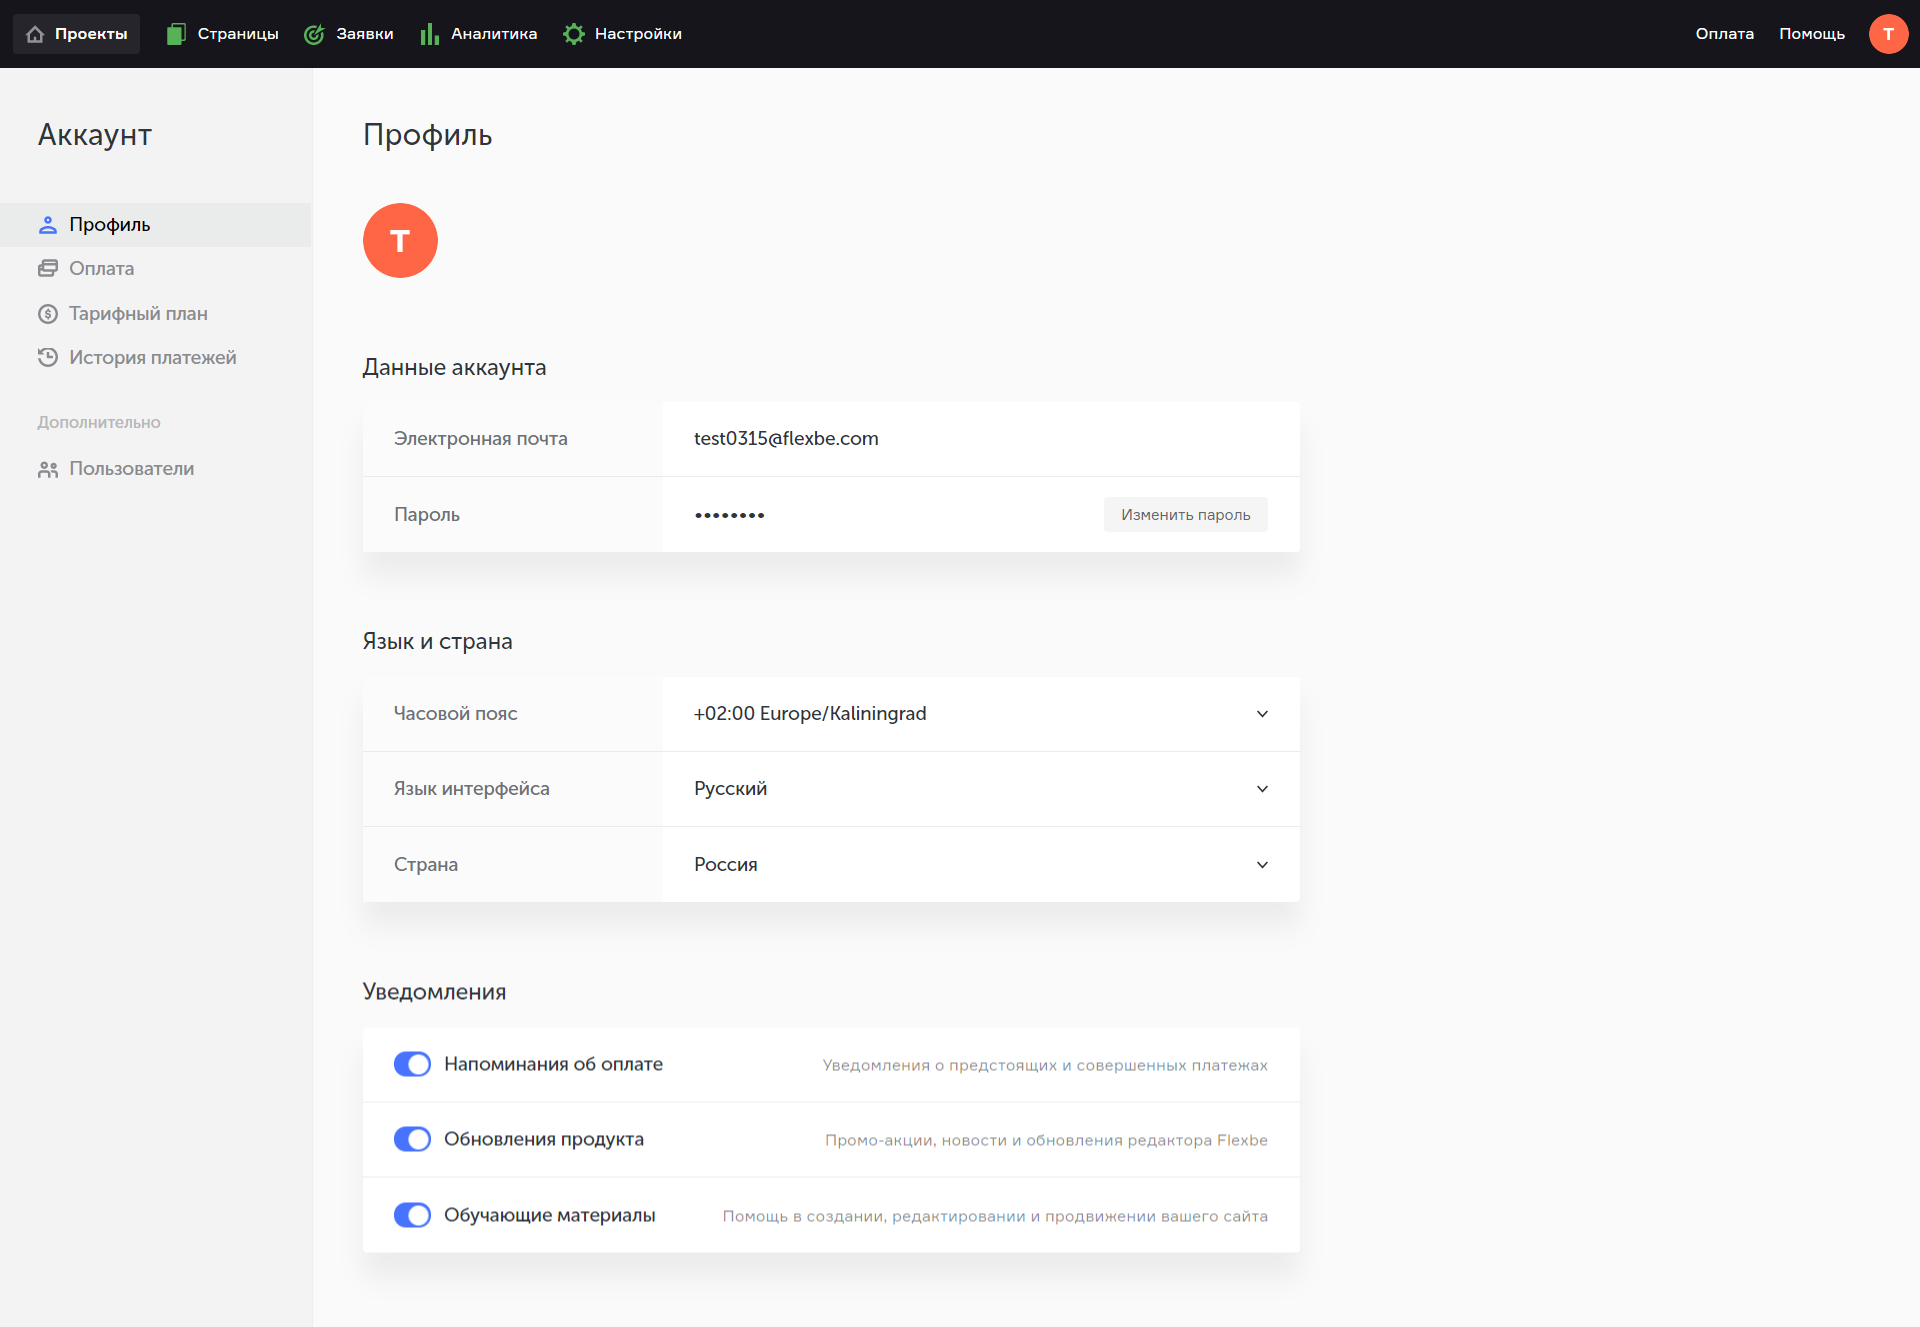 Проекты
Страницы
Заявки
Аналитика
Настройки
Оплата
Помощь
Т
Аккаунт
Профиль
Оплата
Тарифный план
История платежей
Дополнительно
Пользователи
Профиль
Т
Данные аккаунта
Электронная почта
test0315@flexbe.com
Пароль
••••••••
Изменить пароль
Язык и страна
Часовой пояс
+02:00 Europe/Kaliningrad
Язык интерфейса
Русский
Страна
Россия
Уведомления
Напоминания об оплате
Уведомления о предстоящих и совершенных платежах
Обновления продукта
Промо-акции, новости и обновления редактора Flexbe
Обучающие материалы
Помощь в создании, редактировании и продвижении вашего сайта